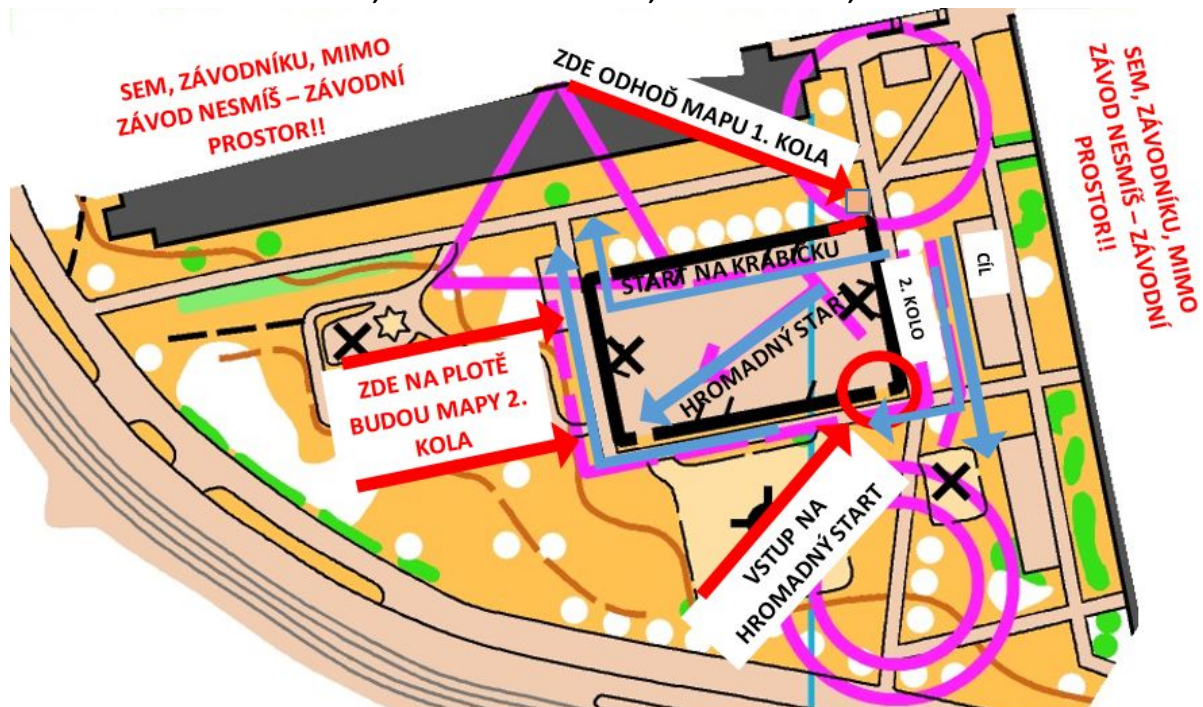 SEM, ZÁVODNÍKU, MIMO
ZÁVOD NESMÍŠ – ZÁVODNÍ
PROSTOR!!
ZDE ODHOĎ MAPU 1. KOLA
SEM, ZÁVODNÍKU, MIMO
ZÁVOD NESMÍŠ – ZÁVODNÍ
PROSTOR!!
START NA KRABIČKU
HROMADNÝ START
2. KOLO
CÍL
ZDE NA PLOTĚ
BUDOU MAPY 2.
KOLA
VSTUP NA
HROMADNÝ START